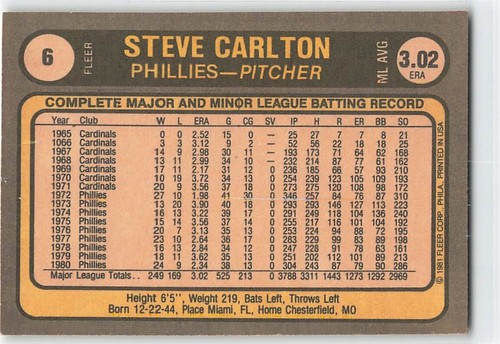 6
FLEER
STEVE CARLTON
PHILLIES—PITCHER
ML AVG
3.02
ERA
COMPLETE MAJOR AND MINOR LEAGUE BATTING RECORD
Year Club W L ERA G CG SV IP H R ER BB SO
1965 Cardinals 0 0 2.52 15 0 — 25 27 7 7 8 21
1066 Cardinals 3 3 3.12 9 2 — 52 56 22 18 18 25
1967 Cardinals 14 9 2.98 30 11 — 193 173 71 64 62 168
1968 Cardinals 13 11 2.99 34 10 — 232 214 87 77 61 162
1969 Cardinals 17 11 2.17 31 12 0 236 185 66 57 93 210
1970 Cardinals 10 19 3.72 34 13 0 254 239 123 105 109 193
1971 Cardinals 20 9 3.56 37 18 0 273 275 120 108 98 172
1972 Phillies 27 10 1.98 41 30 0 346 257 84 76 87 310
1973 Phillies 13 20 3.90 40 18 0 293 293 146 127 113 223
1974 Phillies 16 13 3.22 39 17 0 291 249 118 104 136 240
1975 Phillies 15 14 3.56 37 14 0 255 217 116 101 104 192
1976 Phillies 20 7 3.13 35 13 0 253 224 94 88 72 195
1977 Phillies 23 10 2.64 36 17 0 283 229 99 83 89 198
1978 Phillies 16 13 2.84 34 12 0 247 228 91 78 63 161
1979 Phillies 18 11 3.62 35 13 0 251 202 112 101 89 213
1980 Phillies 24 9 2.34 38 13 0 304 243 87 79 90 286
Major League Totals . . 249 169 3.00 525 213 0 3788 3311 1443 1273 1292 2969
Height 6'5", Weight 219, Bats Left, Throws Left
Born 12-22-44, Place Miami, FL, Home Chesterfield, MO
© 1981 FLEER CORP., PHILA., PRINTED IN USA